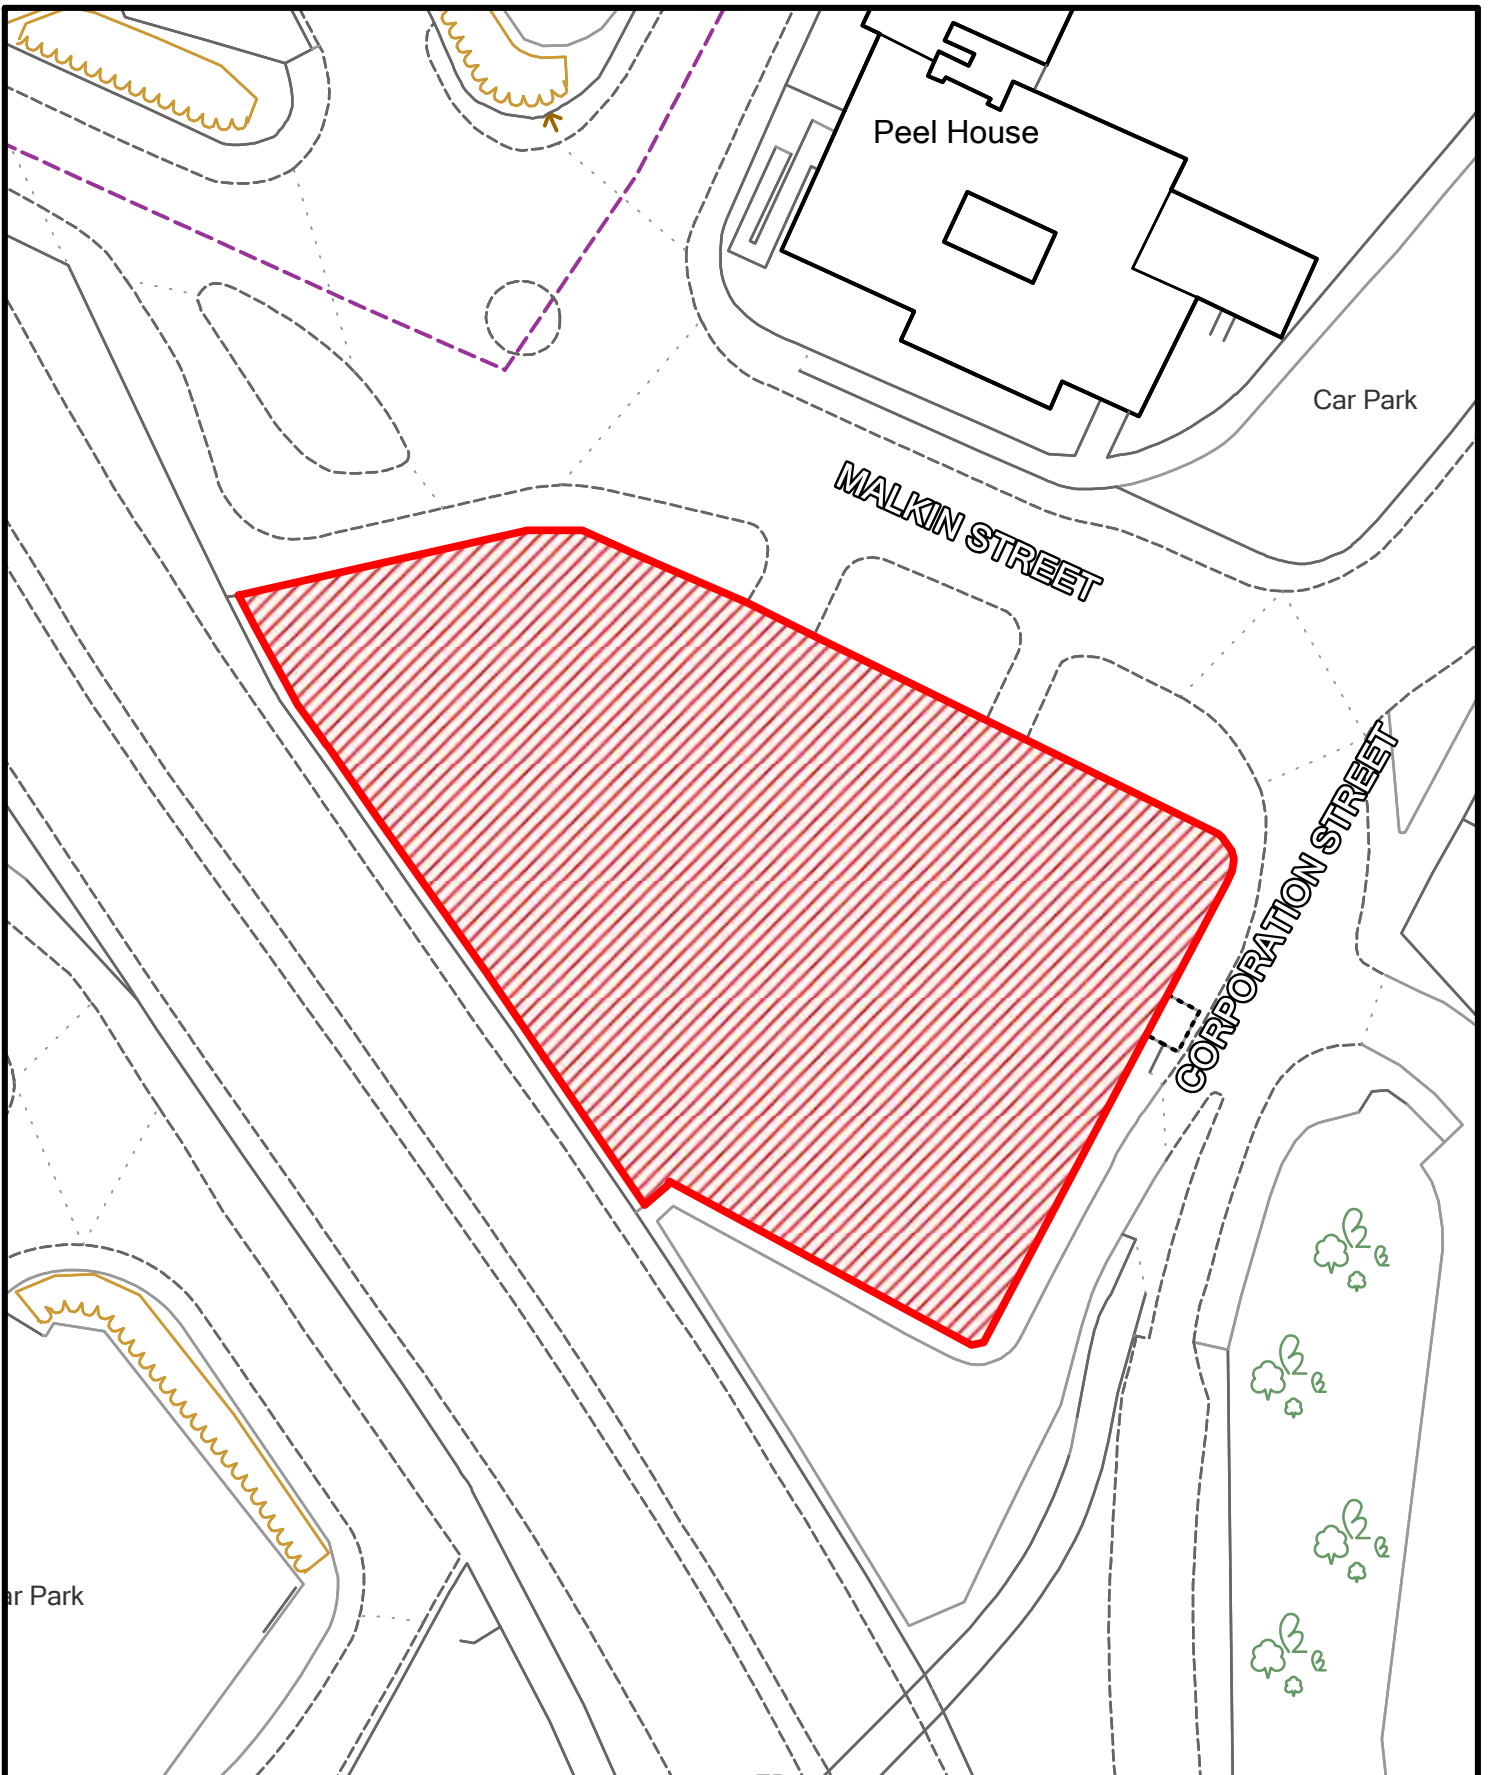 Peel House
Car Park
MALKIN STREET
CORPORATION STREET
ar Park